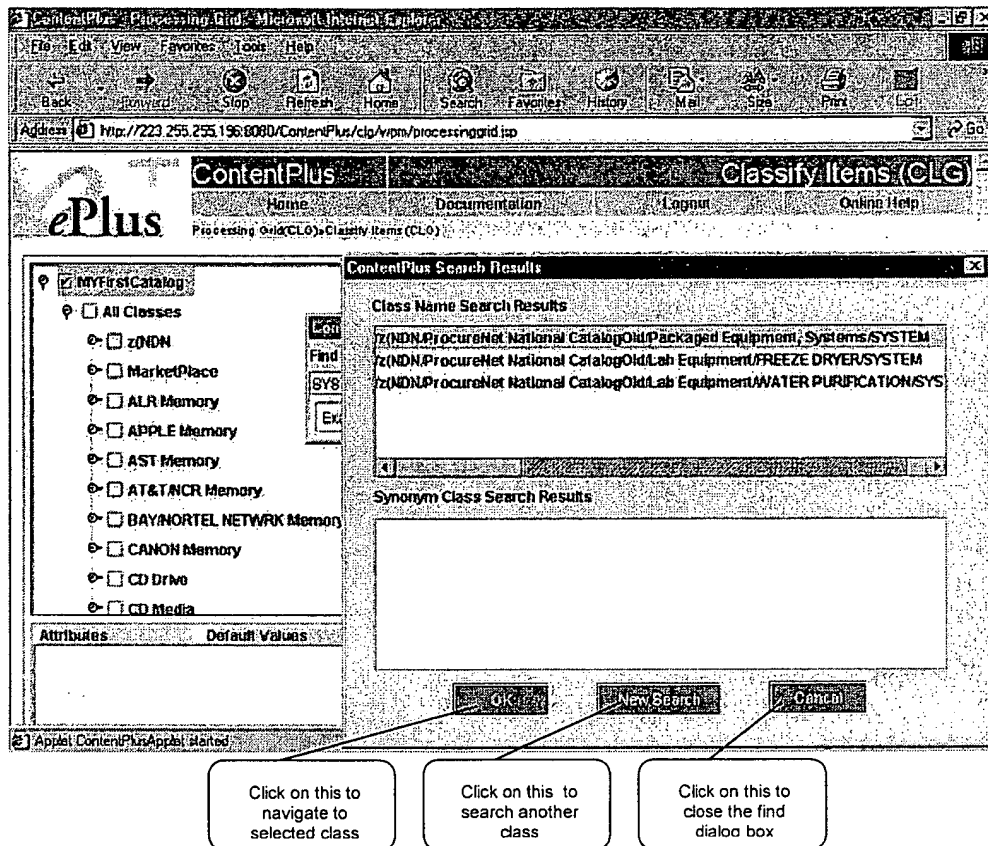 ContentPlus - Processing Grid - Microsoft Internet Explorer
File Edit View Favorites Tools Help
Back Forward Stop Refresh Home Search Favorites History Mail Size Print Edit
Address http://223.255.255.196:8080/ContentPlus/clg/wpm/processinggrid.jsp Go
ePlus
ContentPlus Classify Items (CLG)
Home Documentation Logout Online Help
Processing Grid(CLG)»Classify Items (CLG)
MYFirstCatalog
All Classes
z(NDN
MarketPlace
ALR Memory
APPLE Memory
AST Memory
AT&T/NCR Memory
BAY/NORTEL NETWRK Memory
CANON Memory
CD Drive
CD Media
Attributes Default Values
Con
Find
SYS
Exa
ContentPlus Search Results
Class Name Search Results
/z(NDN/ProcureNet National CatalogOld/Packaged Equipment, Systems/SYSTEM
/z(NDN/ProcureNet National CatalogOld/Lab Equipment/FREEZE DRYER/SYSTEM
/z(NDN/ProcureNet National CatalogOld/Lab Equipment/WATER PURIFICATION/SYS
Synonym Class Search Results
OK New Search Cancel
Applet ContentPlusApplet started
Click on this to
navigate to
selected class
Click on this to
search another
class
Click on this to
close the find
dialog box